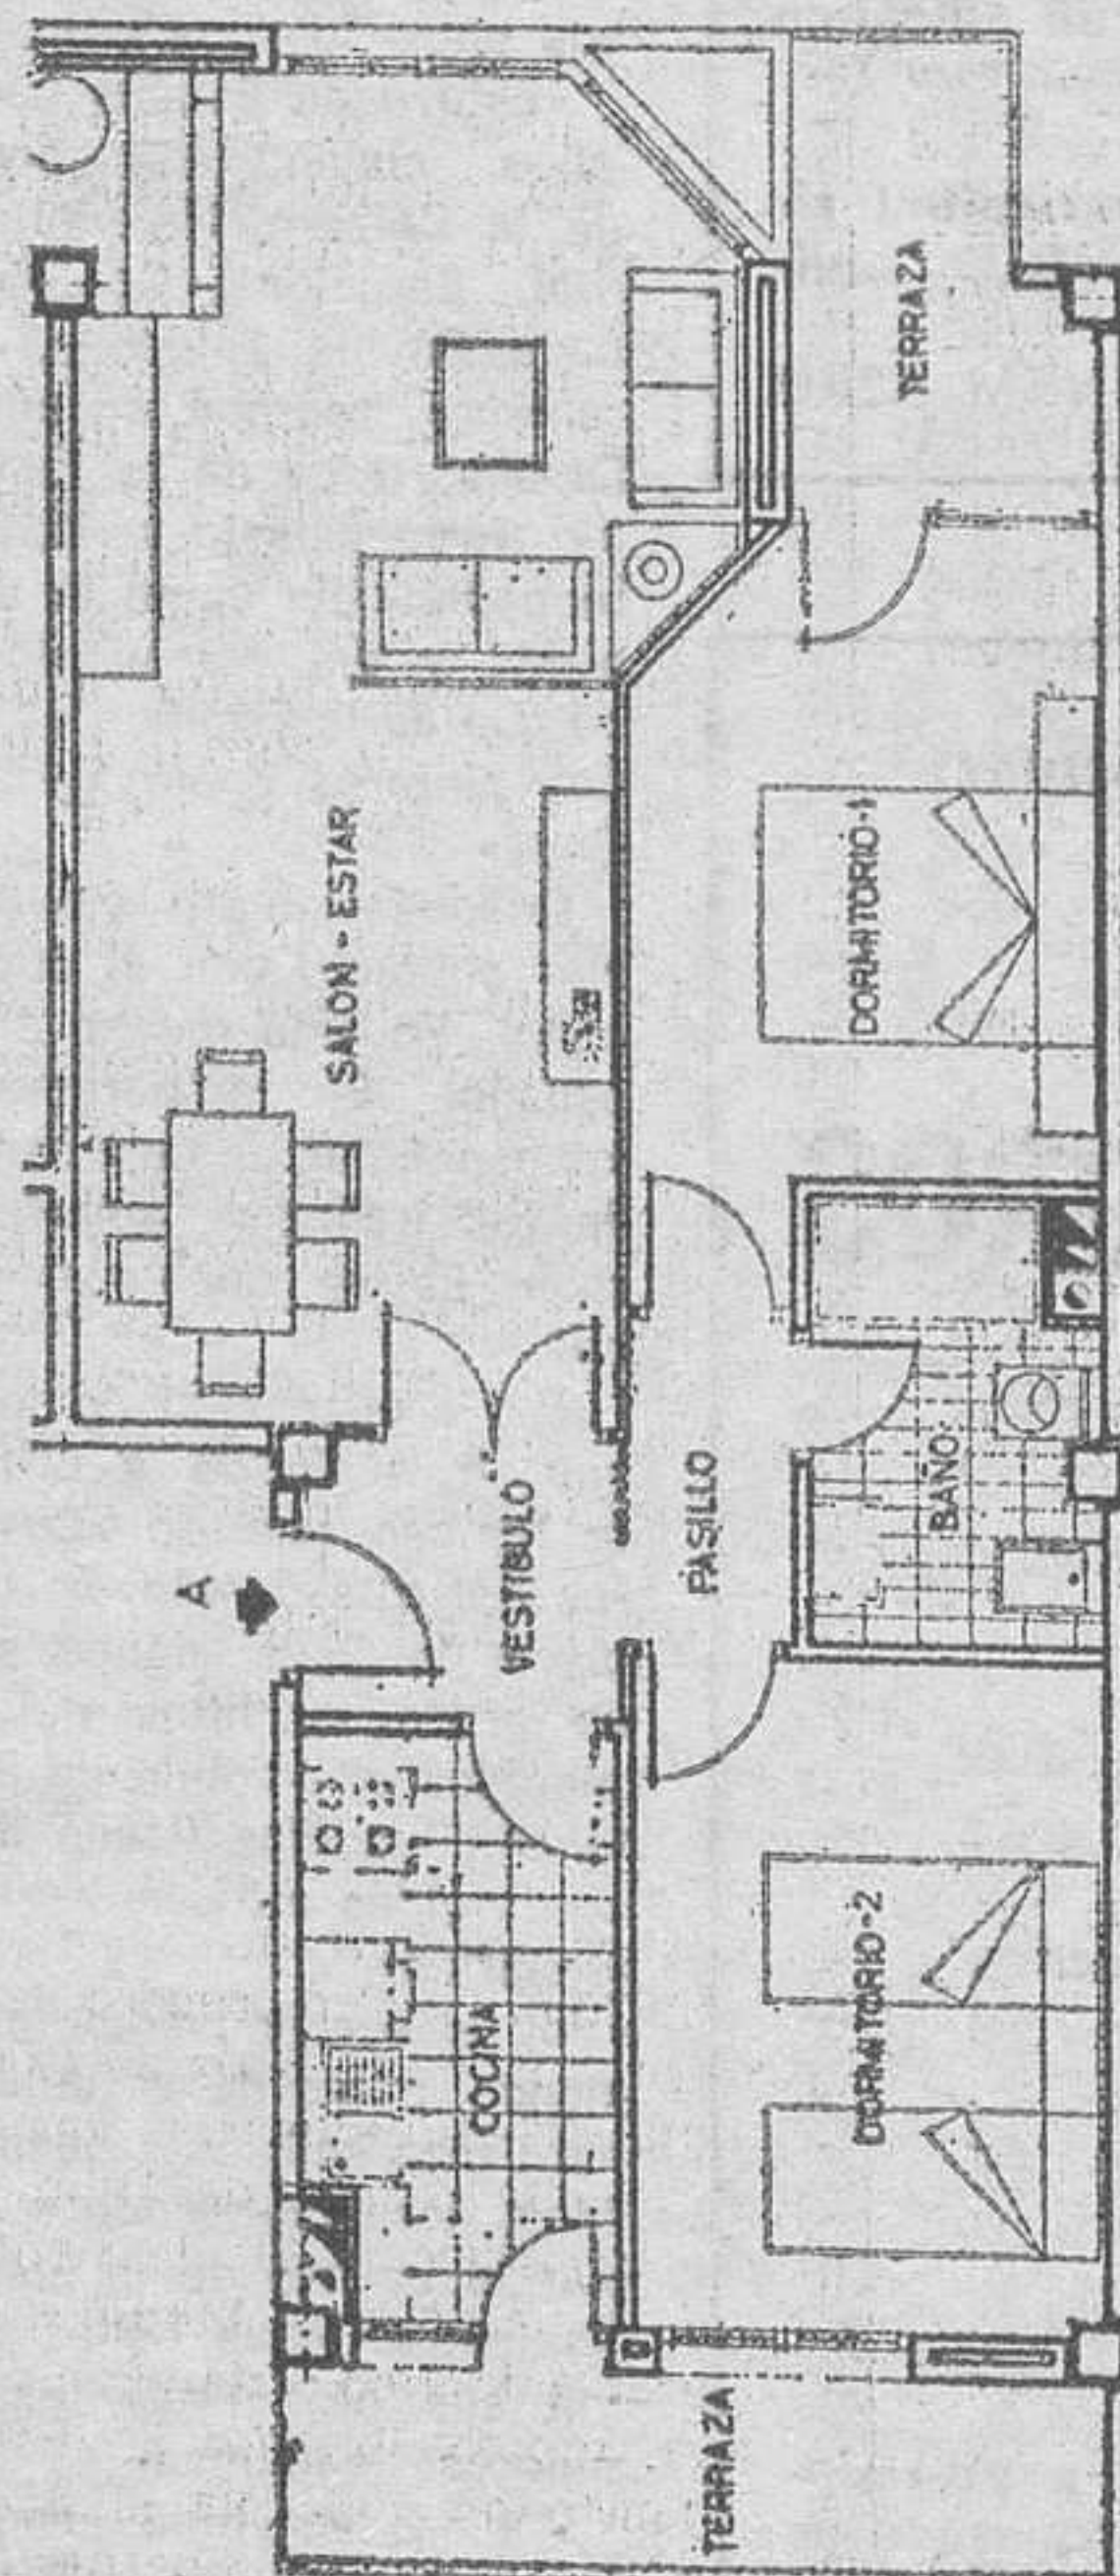 TERRAZA
SALON - ESTAR
DORMITORIO-1
A
VESTIBULO
PASILLO
BAÑO
COCINA
DORMITORIO-2
TERRAZA